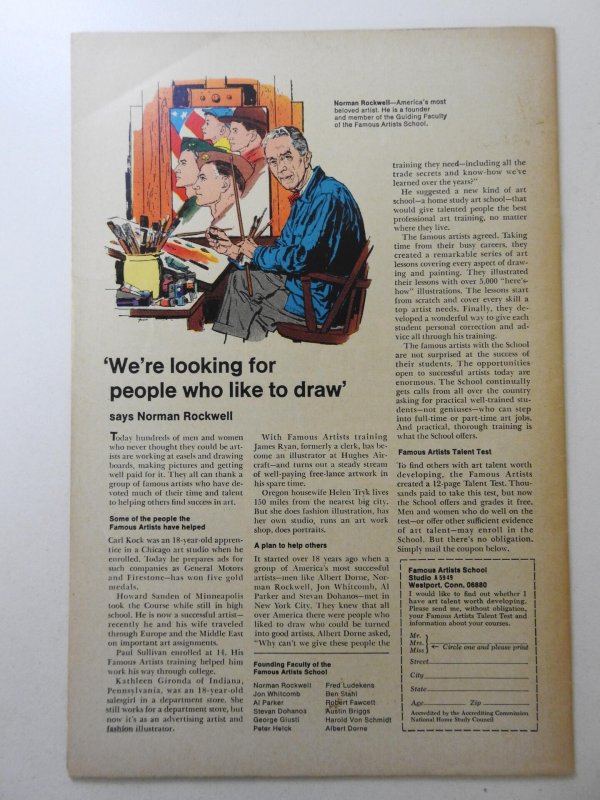 Norman Rockwell—America's most
beloved artist. He is a founder
and member of the Guiding Faculty
of the Famous Artists School.
'We're looking for
people who like to draw'
says Norman Rockwell
Today hundreds of men and women
who never thought they could be art-
ists are working at easels and drawing
boards, making pictures and getting
well paid for it. They all can thank a
group of famous artists who have de-
voted much of their time and talent
to helping others find success in art.
Some of the people the
Famous Artists have helped
Carl Kock was an 18-year-old appren-
tice in a Chicago art studio when he
enrolled. Today he prepares ads for
such companies as General Motors
and Firestone—has won five gold
medals.
Howard Sanden of Minneapolis
took the Course while still in high
school. He is now a successful artist—
recently he and his wife traveled
through Europe and the Middle East
on important art assignments.
Paul Sullivan enrolled at 14. His
Famous Artists training helped him
work his way through college.
Kathleen Gironda of Indiana,
Pennsylvania, was an 18-year-old
salesgirl in a department store. She
still works for a department store, but
now it's as an advertising artist and
fashion illustrator.
With Famous Artists training
James Ryan, formerly a clerk, has be-
come an illustrator at Hughes Air-
craft—and turns out a steady stream
of well-paying free-lance artwork in
his spare time.
Oregon housewife Helen Tryk lives
150 miles from the nearest big city.
But she does fashion illustration, has
her own studio, runs an art work
shop, does portraits.
A plan to help others
It started over 18 years ago when a
group of America's most successful
artists—men like Albert Dorne, Nor-
man Rockwell, Jon Whitcomb, Al
Parker and Stevan Dohanos—met in
New York City. They knew that all
over America there were people who
liked to draw who could be turned
into good artists. Albert Dorne asked,
"Why can't we give these people the
Founding Faculty of the
Famous Artists School
Norman Rockwell
Jon Whitcomb
Al Parker
Stevan Dohanos
George Giusti
Peter Helck
Fred Ludekens
Ben Stahl
Robert Fawcett
Austin Briggs
Harold Von Schmidt
Albert Dorne
training they need—including all the
trade secrets and know-how we've
learned over the years?"
He suggested a new kind of art
school—a home study art school—that
would give talented people the best
professional art training, no matter
where they live.
The famous artists agreed. Taking
time from their busy careers, they
created a remarkable series of art
lessons covering every aspect of draw-
ing and painting. They illustrated
their lessons with over 5,000 "here's-
how" illustrations. The lessons start
from scratch and cover every skill a
top artist needs. Finally, they de-
veloped a wonderful way to give each
student personal correction and ad-
vice all through his training.
The famous artists with the School
are not surprised at the success of
their students. The opportunities
open to successful artists today are
enormous. The School continually
gets calls from all over the country
asking for practical well-trained stu-
dents—not geniuses—who can step
into full-time or part-time art jobs.
And practical, thorough training is
what the School offers.
Famous Artists Talent Test
To find others with art talent worth
developing, the Famous Artists
created a 12-page Talent Test. Thou-
sands paid to take this test, but now
the School offers and grades it free.
Men and women who do well on the
test—or offer other sufficient evidence
of art talent—may enroll in the
School. But there's no obligation.
Simply mail the coupon below.
Famous Artists School
Studio A5949
Westport, Conn. 06880
I would like to find out whether I
have art talent worth developing.
Please send me, without obligation,
your Famous Artists Talent Test and
information about your courses.
Mr.
Mrs. ← Circle one and please print
Miss
Street
City
State
Age Zip
Accredited by the Accrediting Commission
National Home Study Council